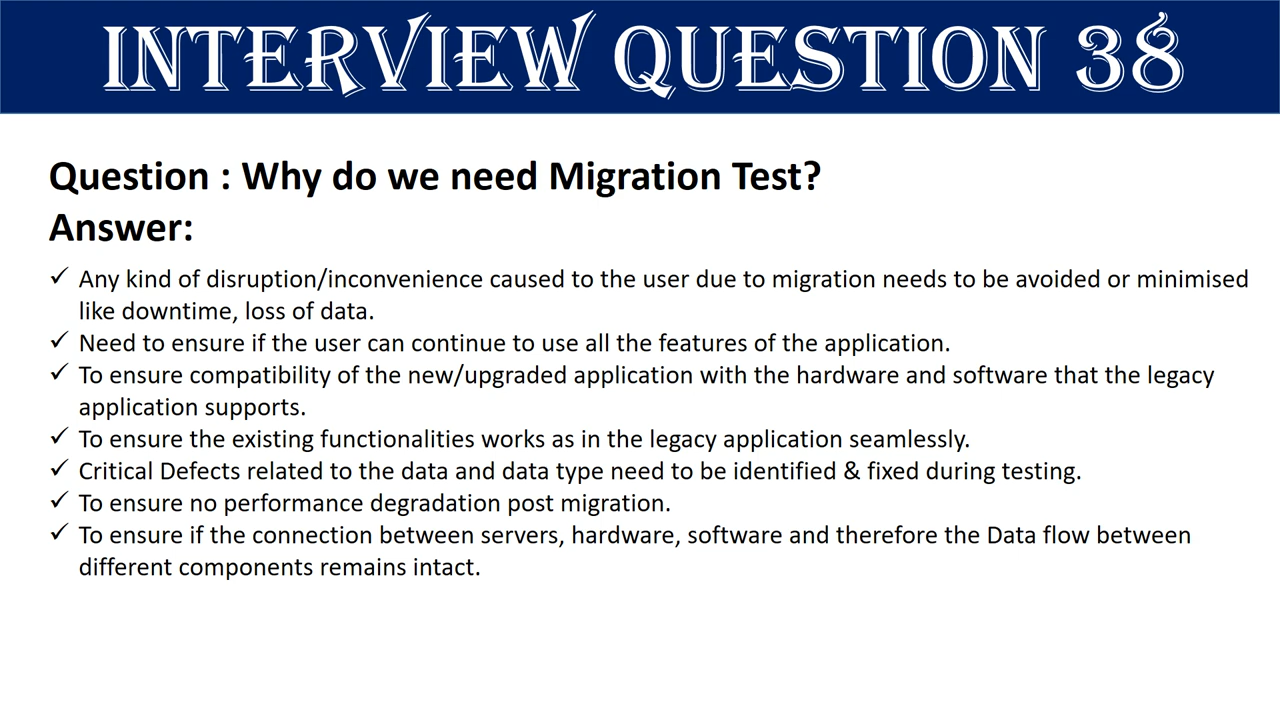 INTERVIEW QUESTION 38
Question : Why do we need Migration Test?
Answer:
✓ Any kind of disruption/inconvenience caused to the user due to migration needs to be avoided or minimised
like downtime, loss of data.
✓ Need to ensure if the user can continue to use all the features of the application.
✓ To ensure compatibility of the new/upgraded application with the hardware and software that the legacy
application supports.
✓ To ensure the existing functionalities works as in the legacy application seamlessly.
✓ Critical Defects related to the data and data type need to be identified & fixed during testing.
✓ To ensure no performance degradation post migration.
✓ To ensure if the connection between servers, hardware, software and therefore the Data flow between
different components remains intact.